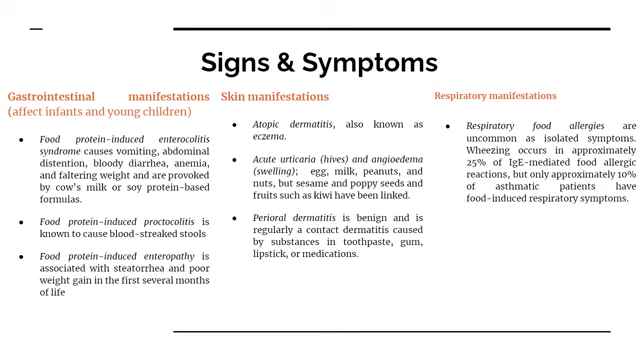 Signs & Symptoms
Gastrointestinal manifestations
(affect infants and young children)
● Food protein-induced enterocolitis
syndrome causes vomiting, abdominal
distention, bloody diarrhea, anemia,
and faltering weight and are provoked
by cow's milk or soy protein-based
formulas.
● Food protein-induced proctocolitis is
known to cause blood-streaked stools
● Food protein-induced enteropathy is
associated with steatorrhea and poor
weight gain in the first several months
of life
Skin manifestations
● Atopic dermatitis, also known as
eczema.
● Acute urticaria (hives) and angioedema
(swelling); egg, milk, peanuts, and
nuts, but sesame and poppy seeds and
fruits such as kiwi have been linked.
● Perioral dermatitis is benign and is
regularly a contact dermatitis caused
by substances in toothpaste, gum,
lipstick, or medications.
Respiratory manifestations
● Respiratory food allergies are
uncommon as isolated symptoms.
Wheezing occurs in approximately
25% of IgE-mediated food allergic
reactions, but only approximately 10%
of asthmatic patients have
food-induced respiratory symptoms.